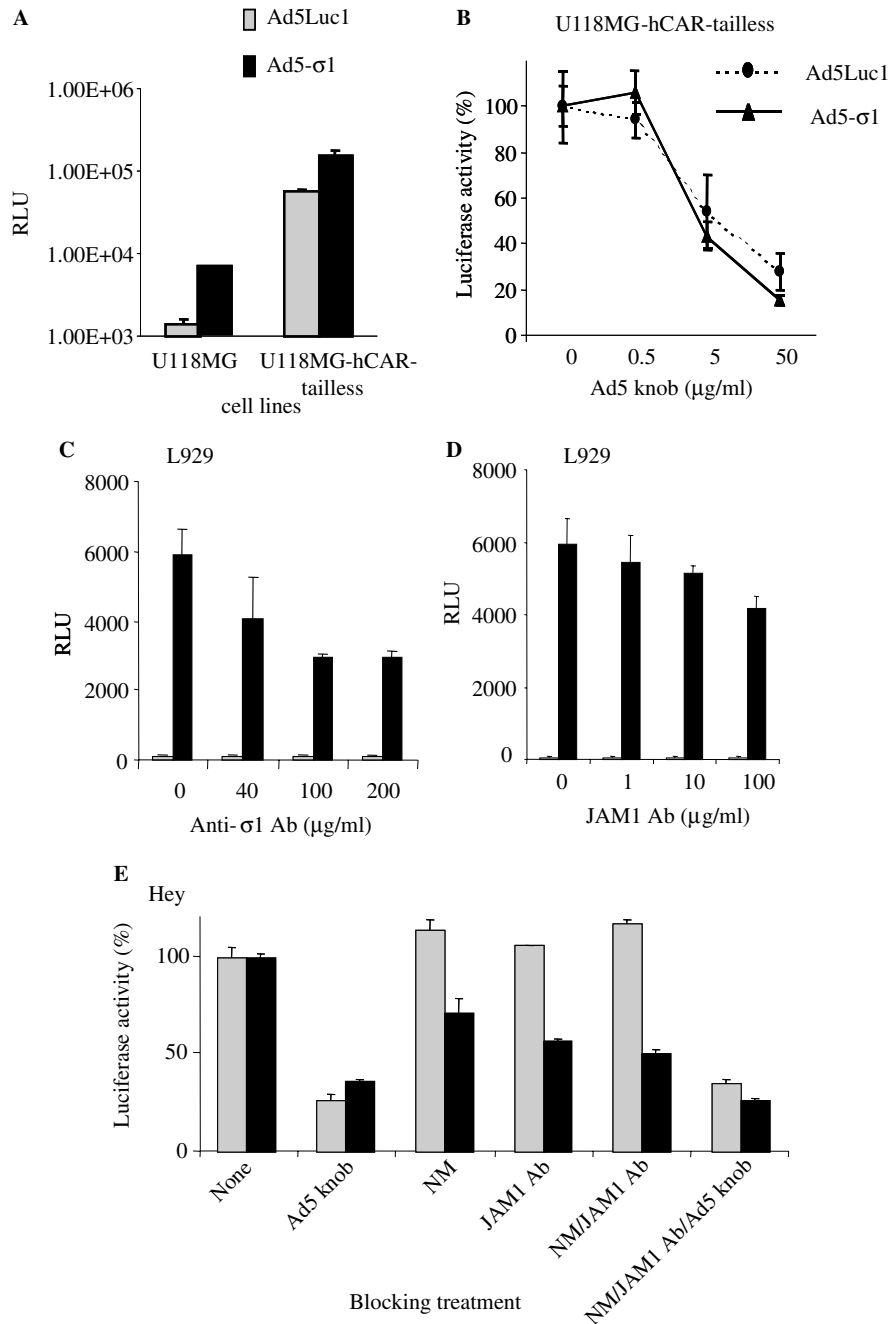 A
Ad5Luc1
Ad5-σ1
1.00E+06
1.00E+05
1.00E+04
1.00E+03
RLU
U118MG
U118MG-hCAR-
tailless
cell lines
B
U118MG-hCAR-tailless
Ad5Luc1
Ad5-σ1
Luciferase activity (%)
100
80
60
40
20
0
0 0.5 5 50
Ad5 knob (μg/ml)
C
L929
8000
6000
4000
2000
0
RLU
0 40 100 200
Anti-σ1 Ab (μg/ml)
D
L929
8000
6000
4000
2000
0
RLU
0 1 10 100
JAM1 Ab (μg/ml)
E
Hey
Luciferase activity (%)
100
50
0
None
Ad5 knob
NM
JAM1 Ab
NM/JAM1 Ab
NM/JAM1 Ab/Ad5 knob
Blocking treatment